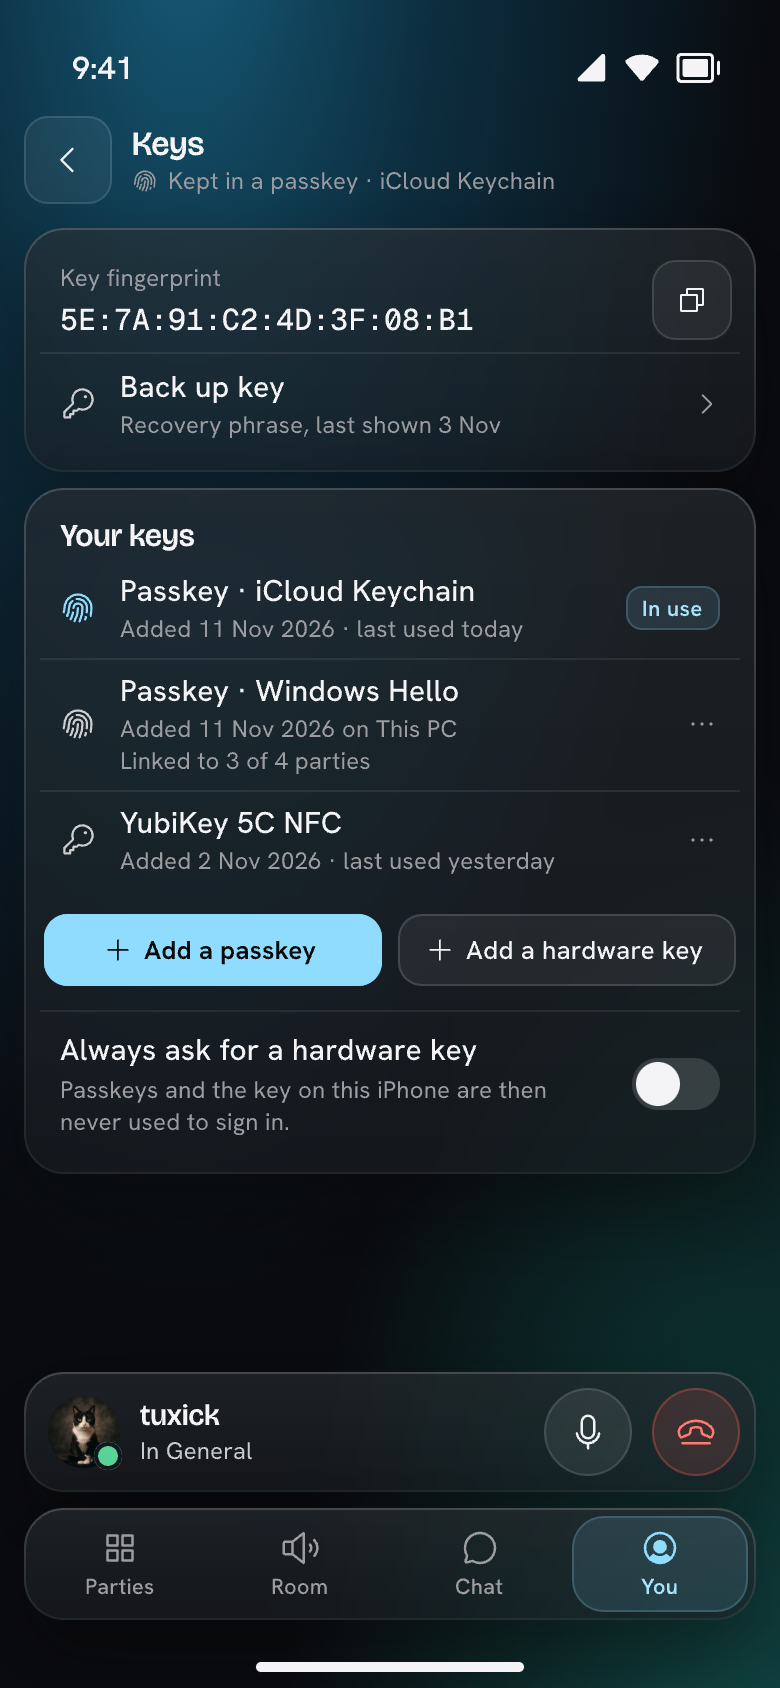 9:41
Keys
Kept in a passkey · iCloud Keychain
Key fingerprint
5E:7A:91:C2:4D:3F:08:B1
Back up key
Recovery phrase, last shown 3 Nov
Your keys
Passkey · iCloud Keychain
Added 11 Nov 2026 · last used today
In use
Passkey · Windows Hello
Added 11 Nov 2026 on This PC
Linked to 3 of 4 parties
YubiKey 5C NFC
Added 2 Nov 2026 · last used yesterday
Add a passkey
Add a hardware key
Always ask for a hardware key
Passkeys and the key on this iPhone are then
never used to sign in.
tuxick
In General
Parties
Room
Chat
You